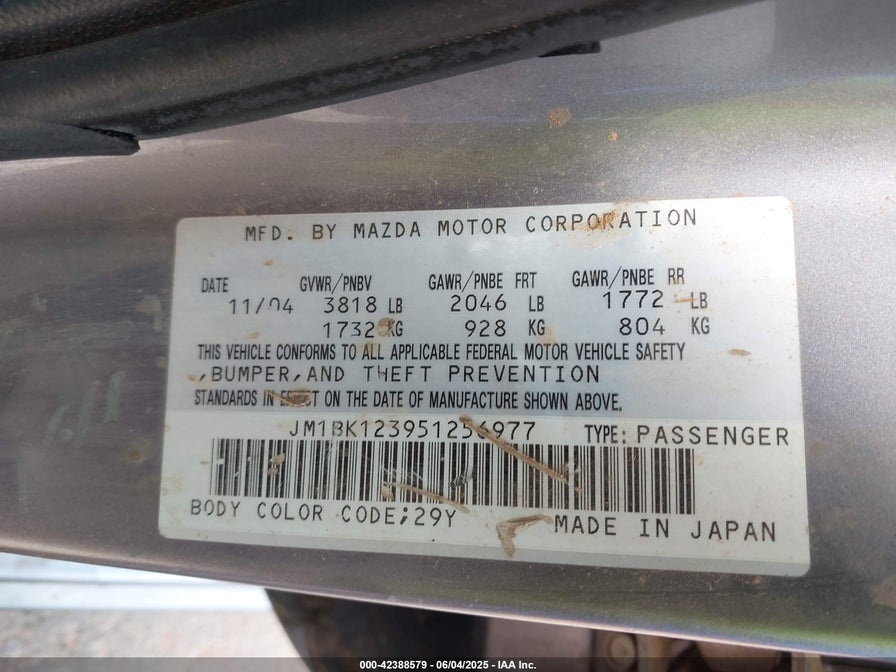 MFD. BY MAZDA MOTOR CORPORATION
DATE GVWR/PNBV GAWR/PNBE FRT GAWR/PNBE RR
11/04 3818 LB 2046 LB 1772 LB
1732 KG 928 KG 804 KG
THIS VEHICLE CONFORMS TO ALL APPLICABLE FEDERAL MOTOR VEHICLE SAFETY
,BUMPER,AND THEFT PREVENTION
STANDARDS IN EFFECT ON THE DATE OF MANUFACTURE SHOWN ABOVE.
JM1BK123951256977 TYPE: PASSENGER
BODY COLOR CODE;29Y MADE IN JAPAN
000-42388579 - 06/04/2025 - IAA Inc.